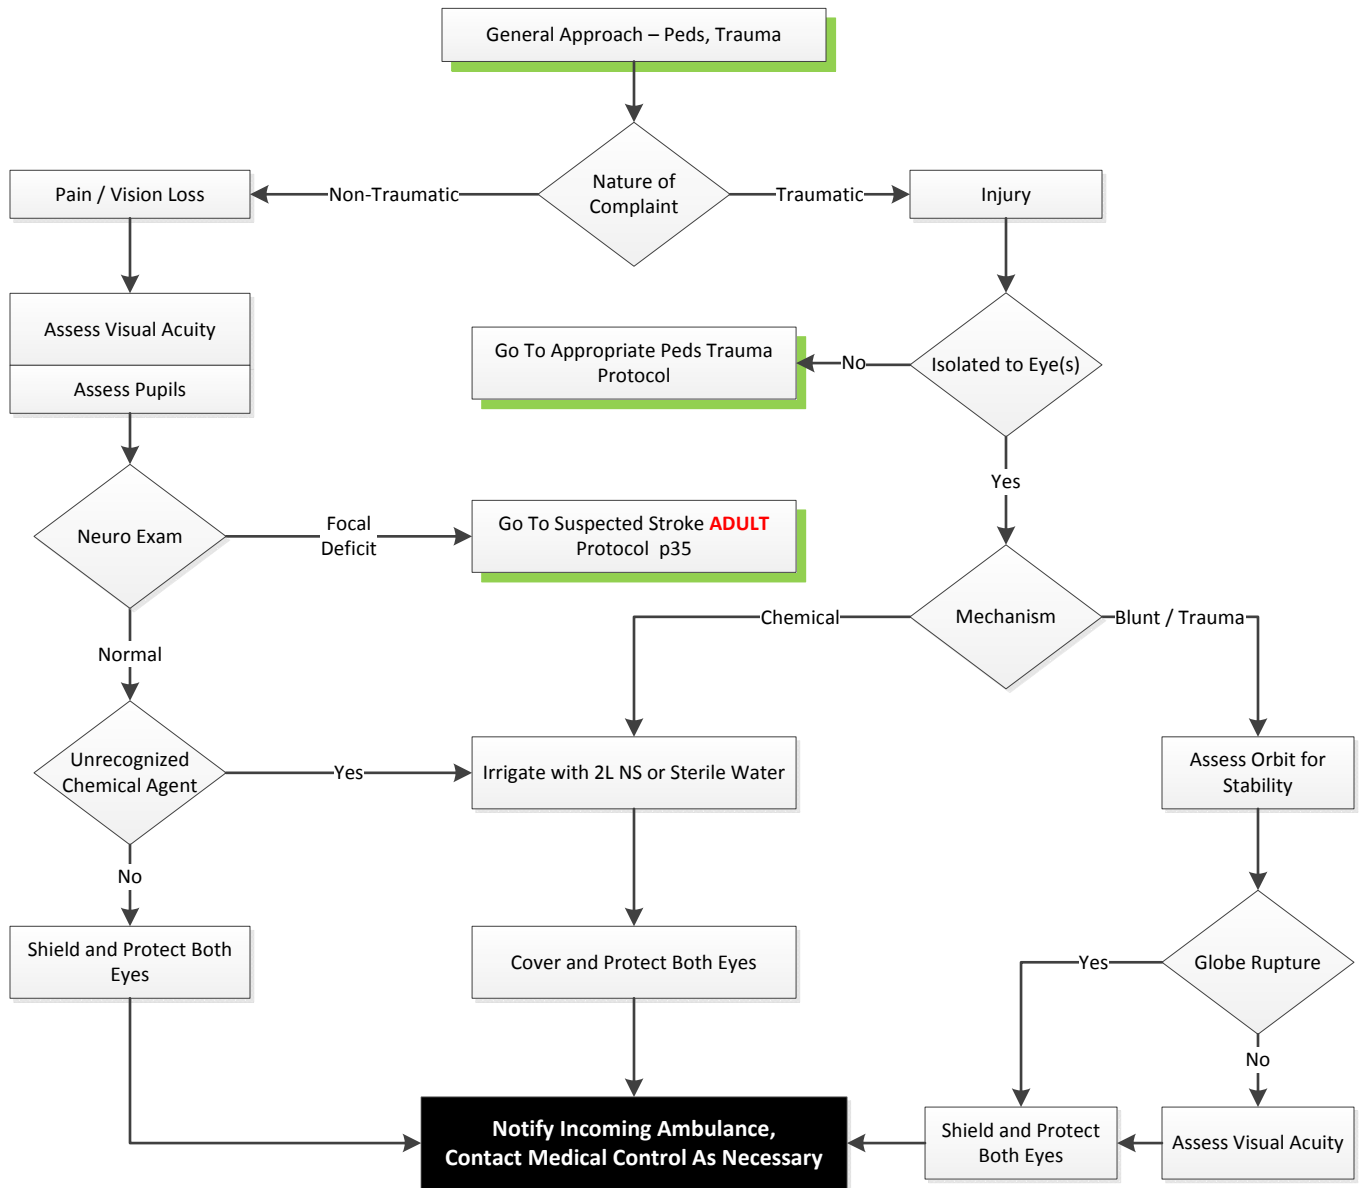 General Approach – Peds, Trauma
Nature of
Complaint
Non-Traumatic
Traumatic
Pain / Vision Loss
Injury
Assess Visual Acuity
Assess Pupils
Go To Appropriate Peds Trauma
Protocol
No
Isolated to Eye(s)
Yes
Neuro Exam
Focal
Deficit
Go To Suspected Stroke ADULT
Protocol p35
Normal
Chemical
Mechanism
Blunt / Trauma
Unrecognized
Chemical Agent
Yes
Irrigate with 2L NS or Sterile Water
Assess Orbit for
Stability
No
Shield and Protect Both
Eyes
Cover and Protect Both Eyes
Yes
Globe Rupture
No
Notify Incoming Ambulance,
Contact Medical Control As Necessary
Shield and Protect
Both Eyes
Assess Visual Acuity